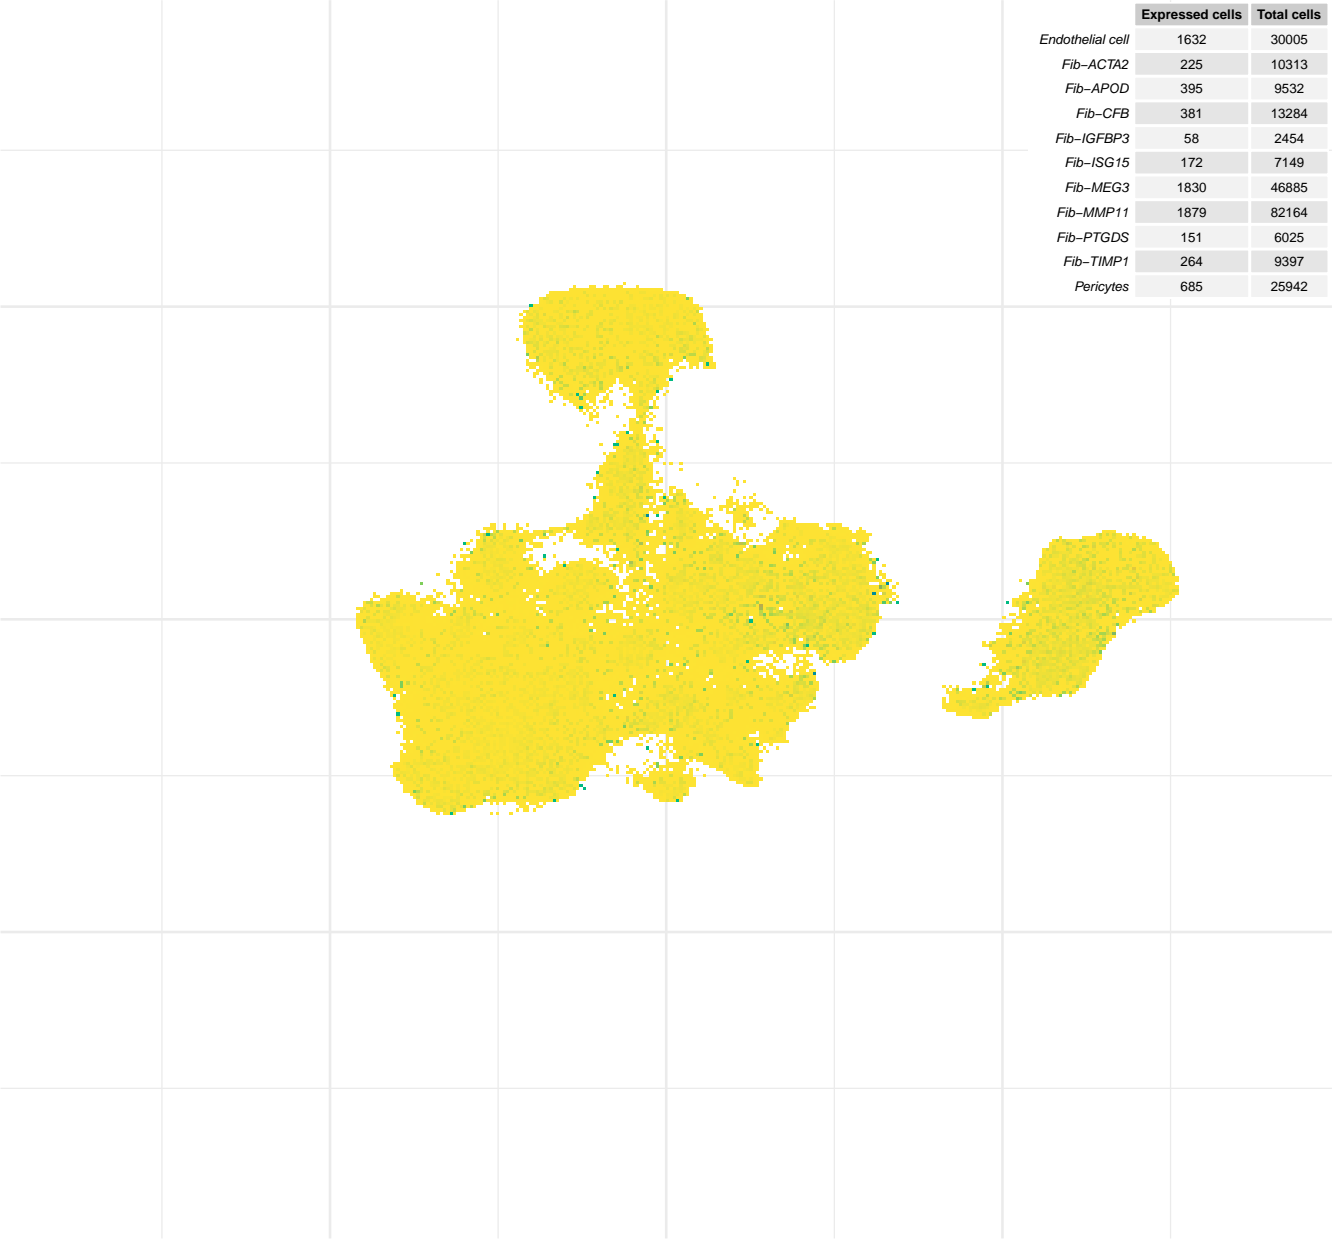 Expressed cells Total cells
Endothelial cell 1632 30005
Fib−ACTA2 225 10313
Fib−APOD 395 9532
Fib−CFB 381 13284
Fib−IGFBP3 58 2454
Fib−ISG15 172 7149
Fib−MEG3 1830 46885
Fib−MMP11 1879 82164
Fib−PTGDS 151 6025
Fib−TIMP1 264 9397
Pericytes 685 25942